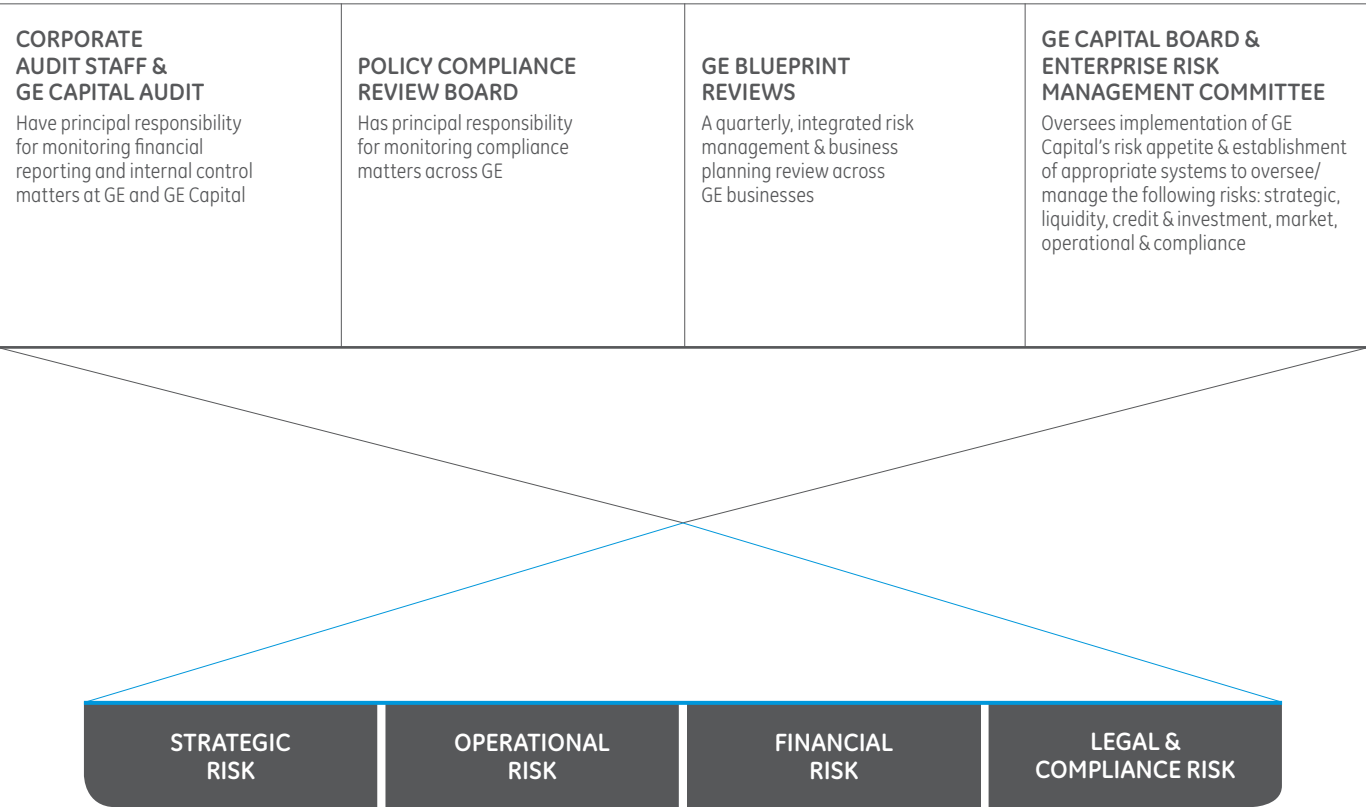 CORPORATE
AUDIT STAFF &
GE CAPITAL AUDIT
Have principal responsibility
for monitoring financial
reporting and internal control
matters at GE and GE Capital
POLICY COMPLIANCE
REVIEW BOARD
Has principal responsibility
for monitoring compliance
matters across GE
GE BLUEPRINT
REVIEWS
A quarterly, integrated risk
management & business
planning review across
GE businesses
GE CAPITAL BOARD &
ENTERPRISE RISK
MANAGEMENT COMMITTEE
Oversees implementation of GE
Capital's risk appetite & establishment
of appropriate systems to oversee/
manage the following risks: strategic,
liquidity, credit & investment, market,
operational & compliance
STRATEGIC
RISK
OPERATIONAL
RISK
FINANCIAL
RISK
LEGAL &
COMPLIANCE RISK